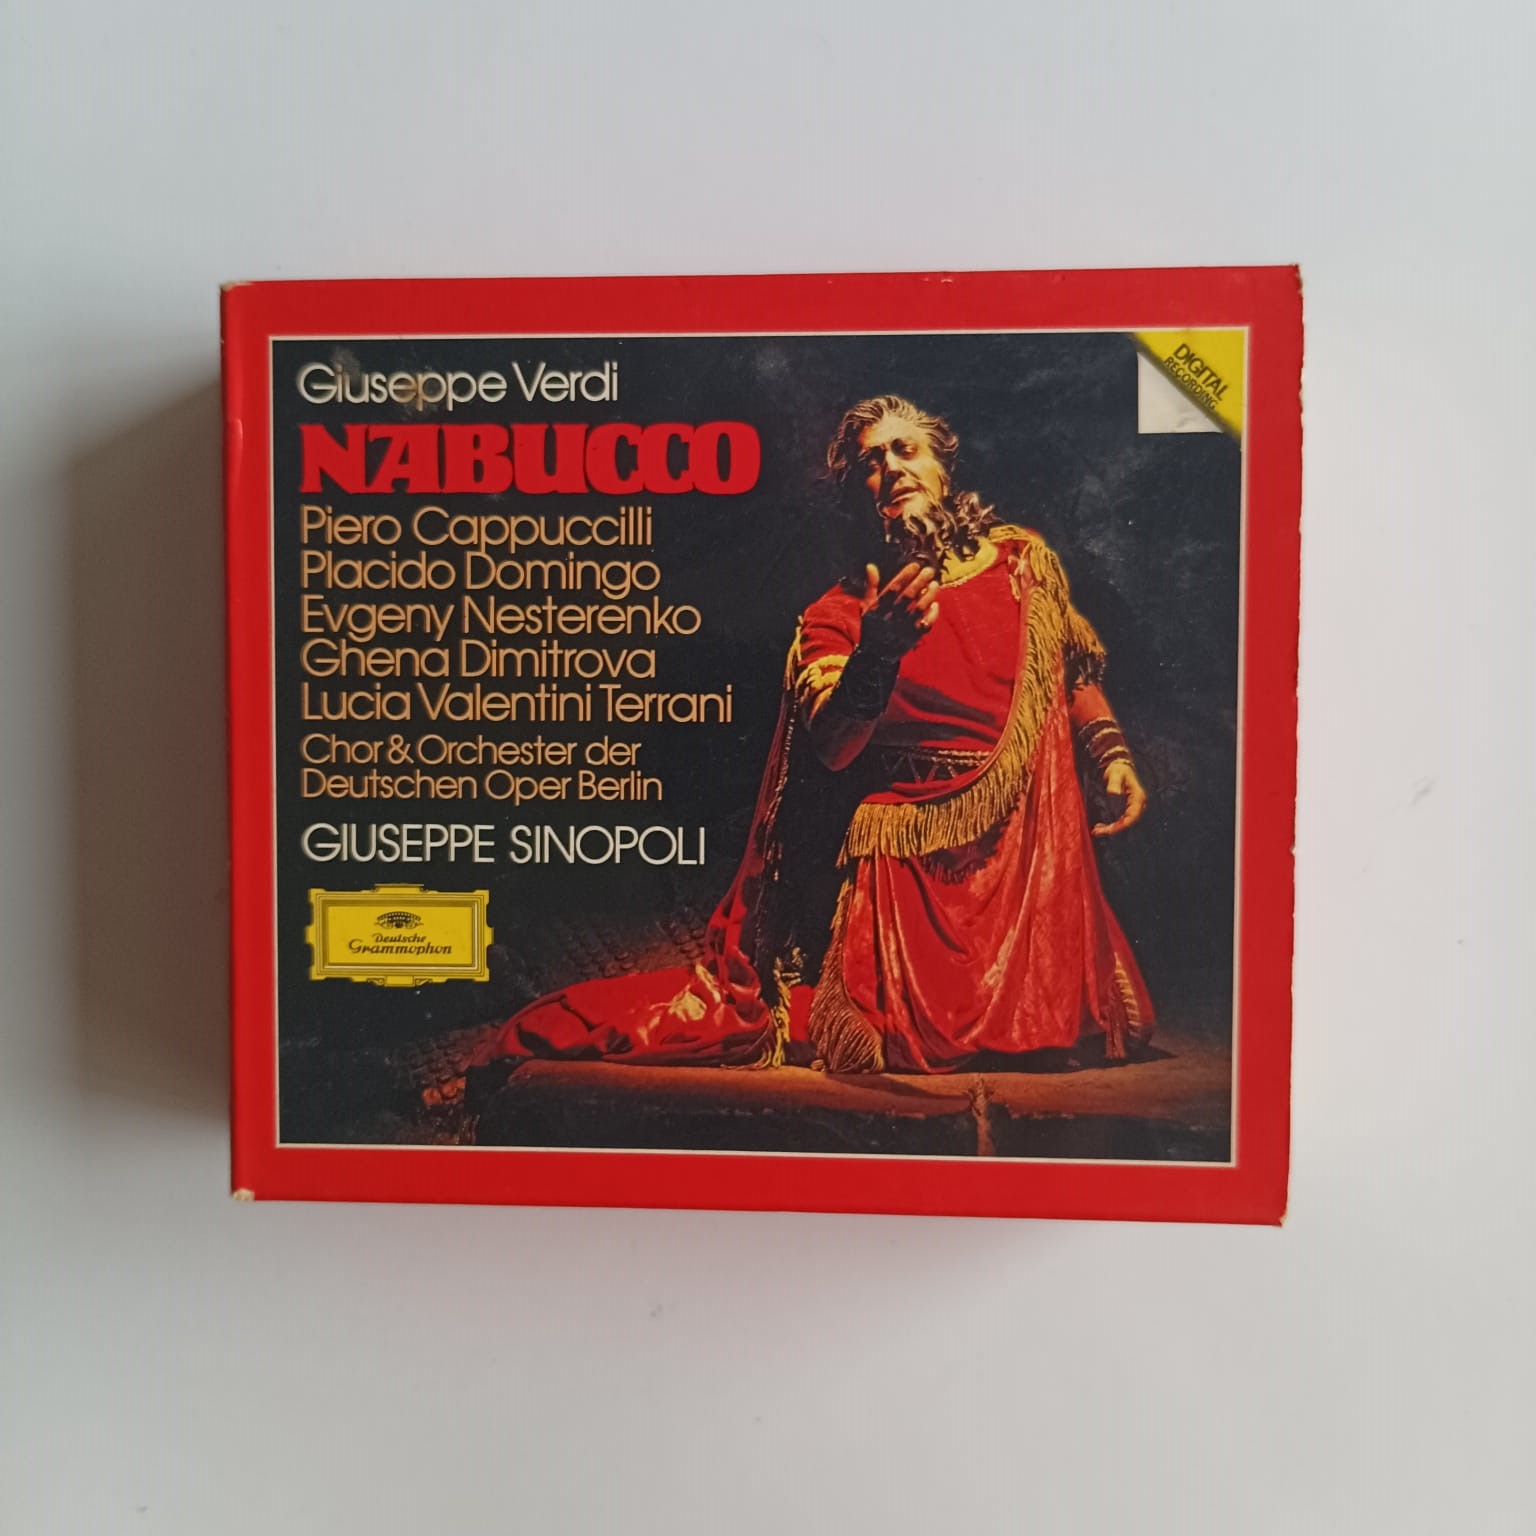 Giuseppe Verdi
NABUCCO
Piero Cappuccilli
Placido Domingo
Evgeny Nesterenko
Ghena Dimitrova
Lucia Valentini Terrani
Chor & Orchester der
Deutschen Oper Berlin
GIUSEPPE SINOPOLI
Deutsche
Grammophon
DIGITAL
RECORDING